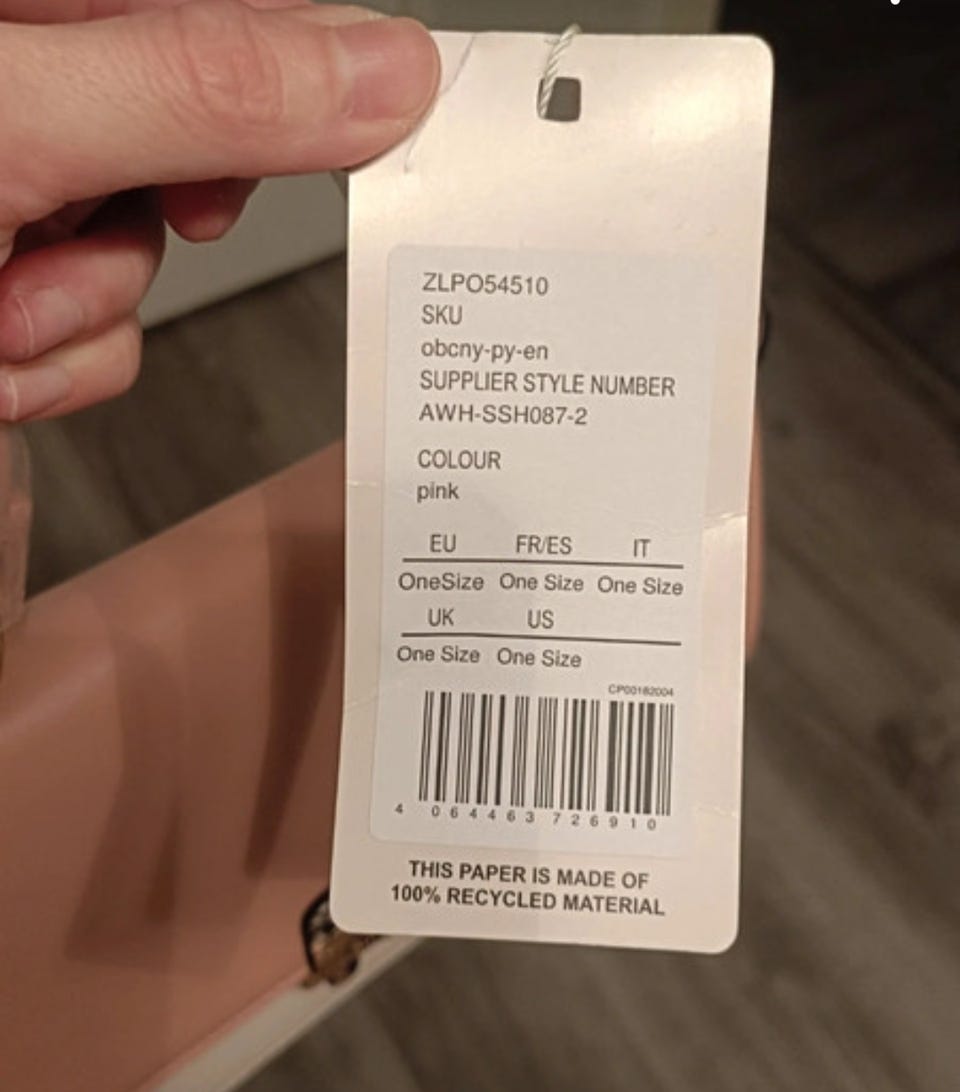 ZLPO54510
SKU
obcny-py-en
SUPPLIER STYLE NUMBER
AWH-SSH087-2
COLOUR
pink
EU FR/ES IT
OneSize One Size One Size
UK US
One Size One Size
CP00182004
4 064463 726910
THIS PAPER IS MADE OF
100% RECYCLED MATERIAL